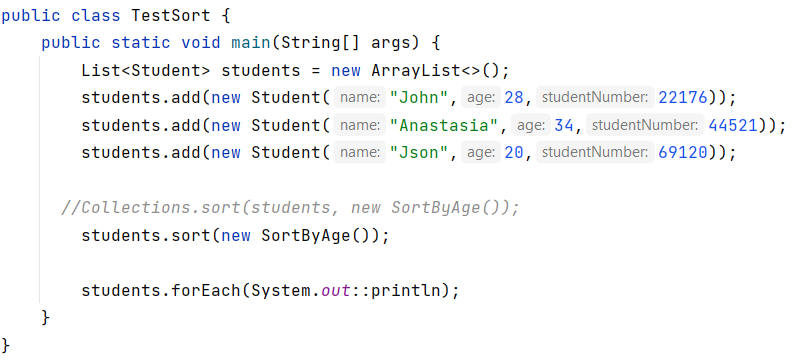 public class TestSort {
    public static void main(String[] args) {
        List<Student> students = new ArrayList<>();
        students.add(new Student( name: "John", age: 28, studentNumber: 22176));
        students.add(new Student( name: "Anastasia", age: 34, studentNumber: 44521));
        students.add(new Student( name: "Json", age: 20, studentNumber: 69120));
      //Collections.sort(students, new SortByAge());
        students.sort(new SortByAge());
        students.forEach(System.out::println);
    }
}